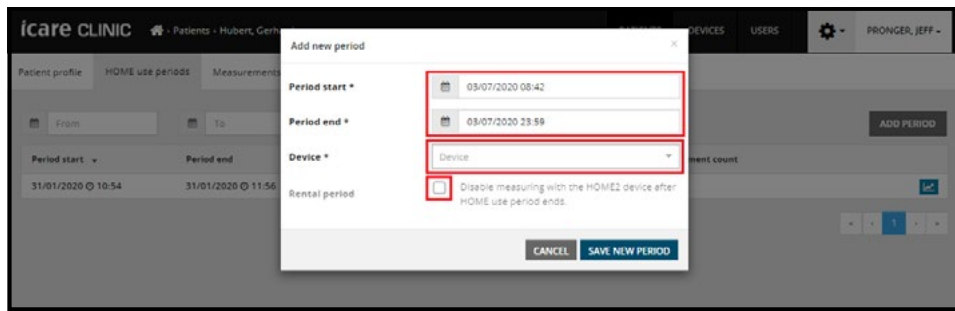 icare CLINIC
Patients - Hubert, Gerh
DEVICES
USERS
PRONGER, JEFF
Patient profile
HOME use periods
Measurements
From
To
ADD PERIOD
Period start
Period end
ment count
31/01/2020 10:54
31/01/2020 11:56
1
Add new period
×
Period start *
03/07/2020 08:42
Period end *
03/07/2020 23:59
Device *
Device
Rental period
Disable measuring with the HOME2 device after
HOME use period ends.
CANCEL
SAVE NEW PERIOD